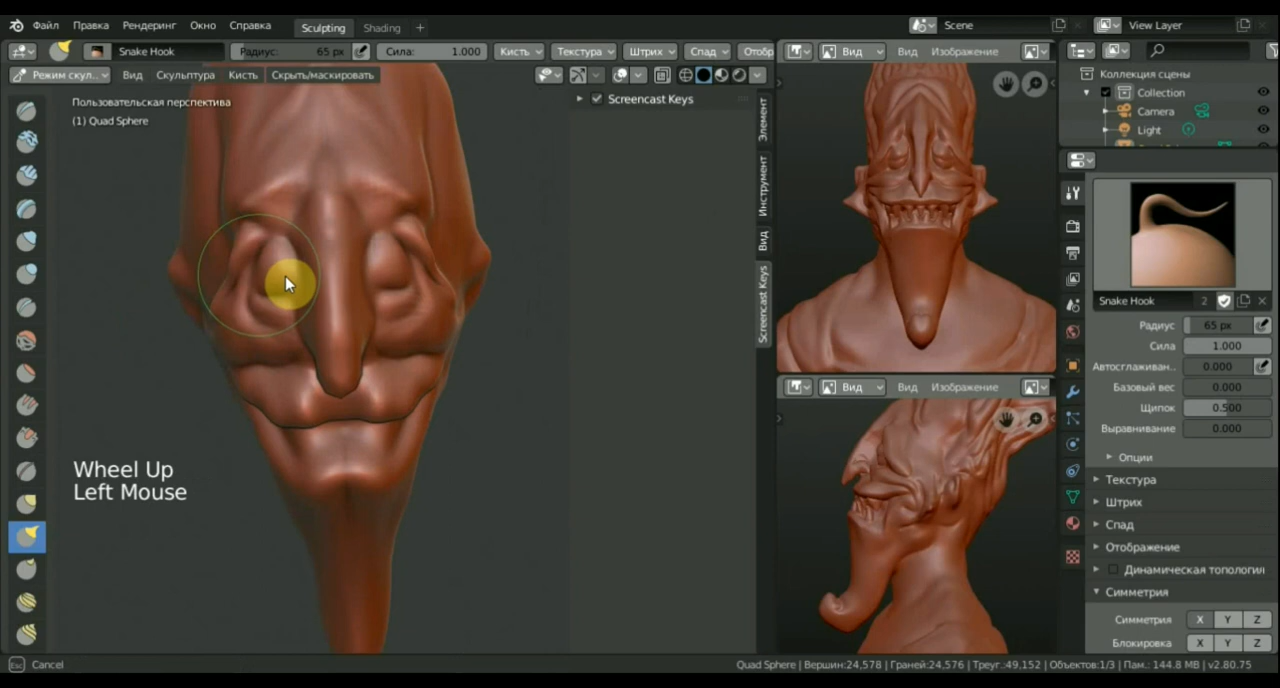 Файл Правка Рендеринг Окно Справка Sculpting Shading + Scene View Layer
Snake Hook Радиус: 65 px Сила: 1.000 Кисть Текстура Штрих Спад Отобр
Вид Вид Изображение
Режим скул.. Вид Скульптура Кисть Скрыть/маскировать
Коллекция сцены
Collection
Camera
Light
Пользовательская перспектива
(1) Quad Sphere
Screencast Keys
Элемент
Инструмент
Вид
Screencast Keys
Snake Hook 2
Радиус 65 px
Сила 1.000
Автосглаживан.. 0.000
Базовый вес 0.000
Щипок 0.500
Выравнивание 0.000
Опции
Текстура
Штрих
Спад
Отображение
Динамическая топология
Симметрия
Симметрия X Y Z
Блокировка X Y Z
Вид Вид Изображение
Wheel Up
Left Mouse
Esc Cancel
Quad Sphere | Вершин:24,578 | Граней:24,576 | Треуг.:49,152 | Объектов:1/3 | Пам.: 144.8 MB | v2.80.75